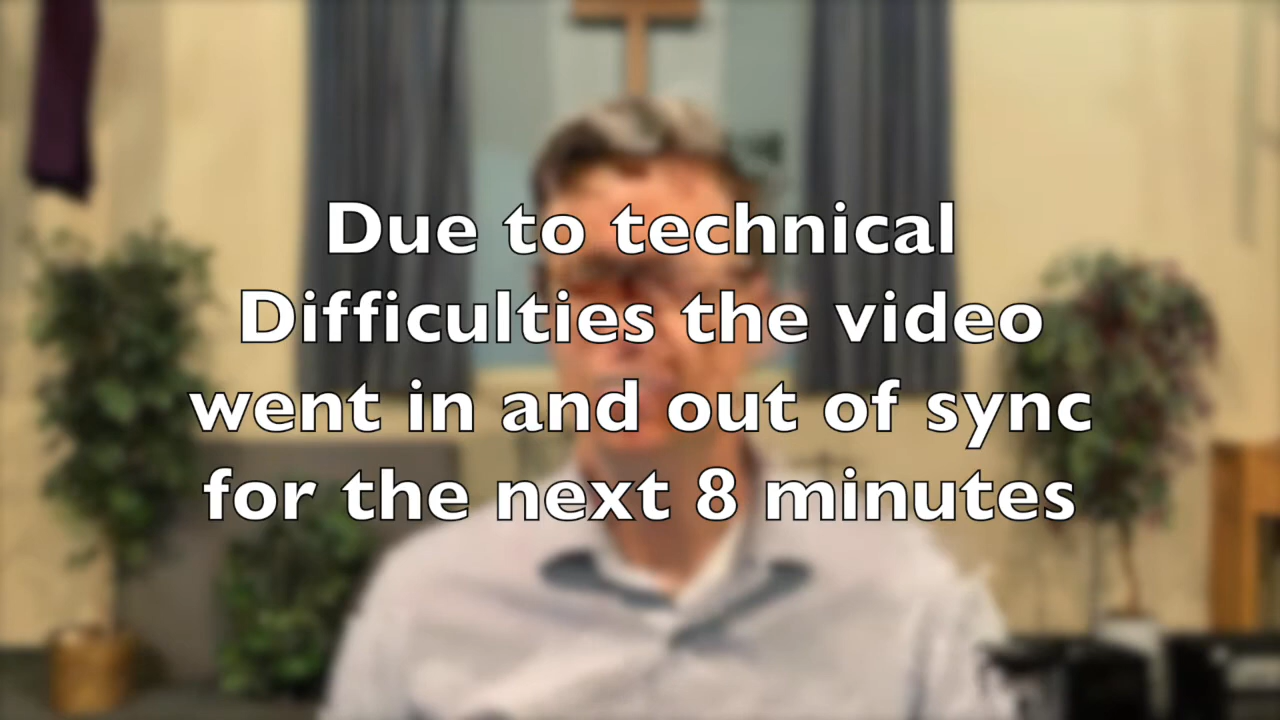 Due to technical
Difficulties the video
went in and out of sync
for the next 8 minutes